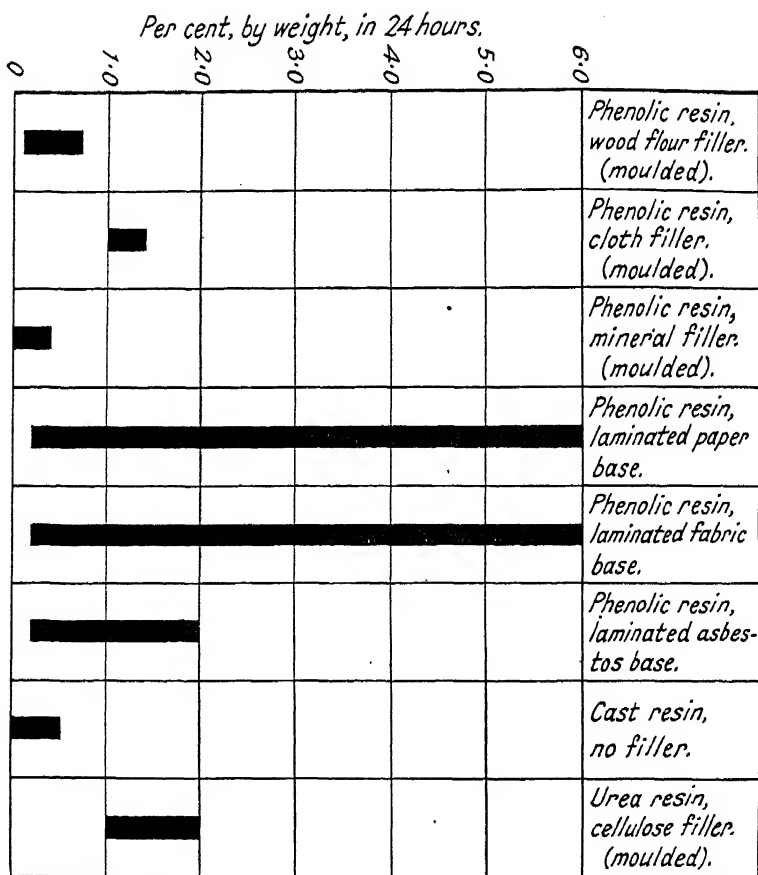 Per cent, by weight, in 24 hours.
0 1·0 2·0 3·0 4·0 5·0 6·0
Phenolic resin,
wood flour filler.
(moulded).
Phenolic resin,
cloth filler.
(moulded).
Phenolic resin,
mineral filler.
(moulded).
Phenolic resin,
laminated paper
base.
Phenolic resin,
laminated fabric
base.
Phenolic resin,
laminated asbes-
tos base.
Cast resin,
no filler.
Urea resin,
cellulose filler.
(moulded).